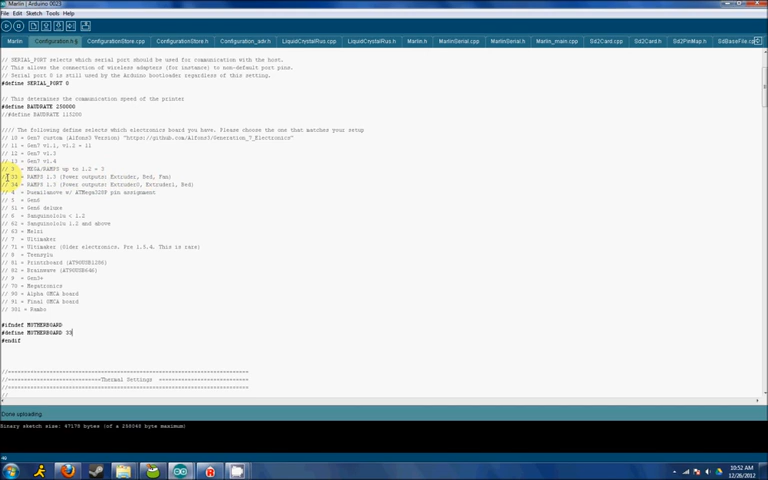 Marlin | Arduino 0023
File Edit Sketch Tools Help
Marlin Configuration.h § ConfigurationStore.cpp ConfigurationStore.h Configuration_adv.h LiquidCrystalRus.cpp LiquidCrystalRus.h Marlin.h MarlinSerial.cpp MarlinSerial.h Marlin_main.cpp Sd2Card.cpp Sd2Card.h Sd2PinMap.h SdBaseFile.cpp
// SERIAL_PORT selects which serial port should be used for communication with the host.
// This allows the connection of wireless adapters (for instance) to non-default port pins.
// Serial port 0 is still used by the Arduino bootloader regardless of this setting.
#define SERIAL_PORT 0
// This determines the communication speed of the printer
#define BAUDRATE 250000
//#define BAUDRATE 115200
//// The following define selects which electronics board you have. Please choose the one that matches your setup
// 10 = Gen7 custom (Alfons3 Version) "https://github.com/Alfons3/Generation_7_Electronics"
// 11 = Gen7 v1.1, v1.2 = 11
// 12 = Gen7 v1.3
// 13 = Gen7 v1.4
// 3 = MEGA/RAMPS up to 1.2 = 3
// 33 = RAMPS 1.3 (Power outputs: Extruder, Bed, Fan)
// 34 = RAMPS 1.3 (Power outputs: Extruder0, Extruder1, Bed)
// 4 = Duemilanove w/ ATMega328P pin assignment
// 5 = Gen6
// 51 = Gen6 deluxe
// 6 = Sanguinololu < 1.2
// 62 = Sanguinololu 1.2 and above
// 63 = Melzi
// 7 = Ultimaker
// 71 = Ultimaker (Older electronics. Pre 1.5.4. This is rare)
// 8 = Teensylu
// 81 = Printrboard (AT90USB1286)
// 82 = Brainwave (AT90USB646)
// 9 = Gen3+
// 70 = Megatronics
// 90 = Alpha OMCA board
// 91 = Final OMCA board
// 301 = Rambo
#ifndef MOTHERBOARD
#define MOTHERBOARD 33
#endif
//===========================================================================
//=============================Thermal Settings ============================
//===========================================================================
//
Done uploading.
Binary sketch size: 47178 bytes (of a 258048 byte maximum)
10:52 AM
12/26/2012